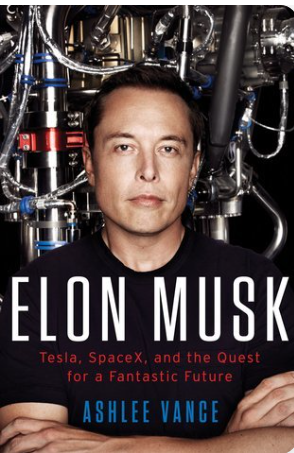 ELON MUSK
Tesla, SpaceX, and the Quest
for a Fantastic Future
ASHLEE VANCE